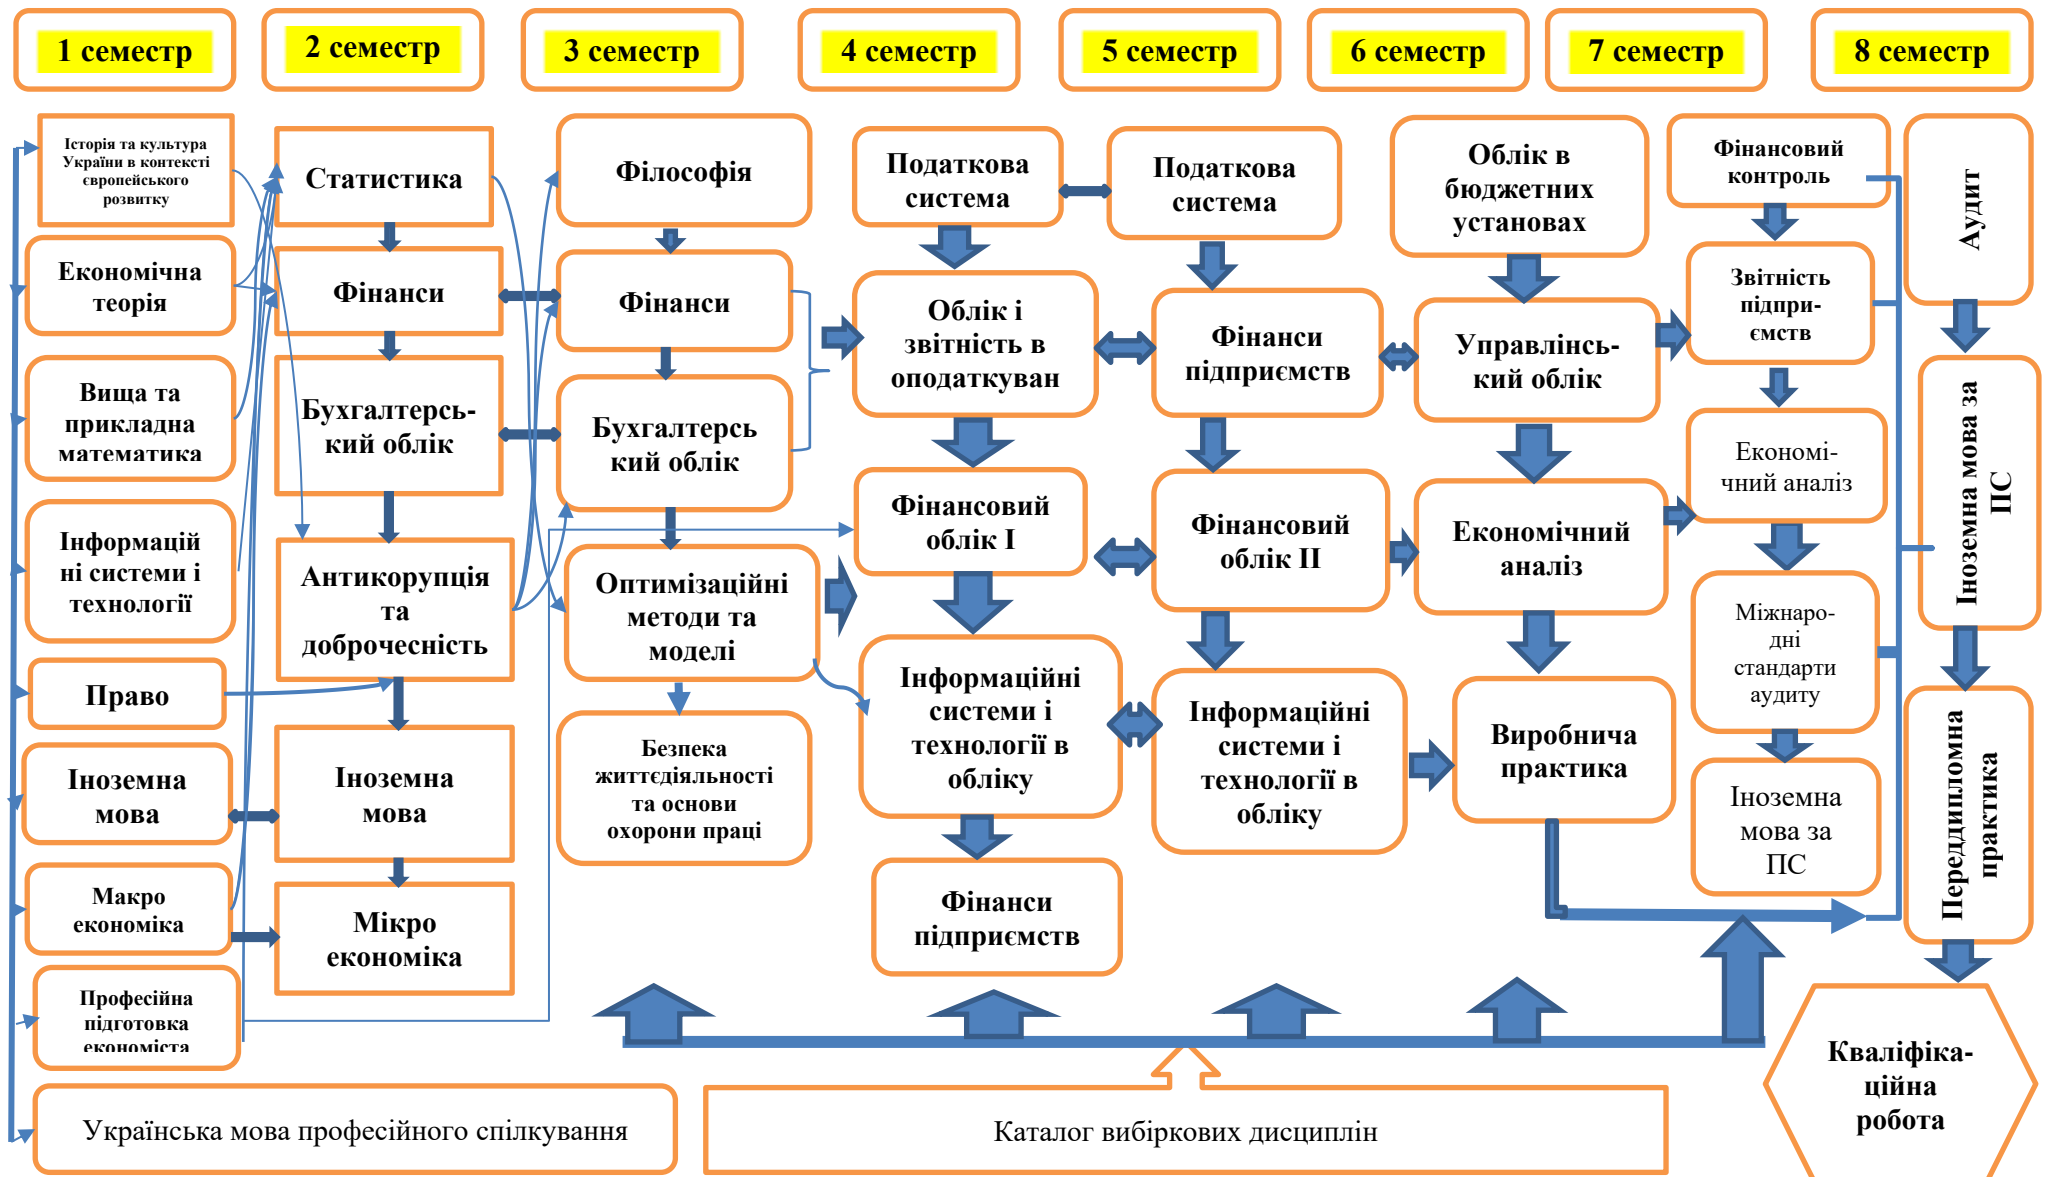 1 семестр
2 семестр
3 семестр
4 семестр
5 семестр
6 семестр
7 семестр
8 семестр
Історія та культура
України в контексті
європейського
розвитку
Економічна
теорія
Вища та
прикладна
математика
Інформацій
ні системи і
технології
Право
Іноземна
мова
Макро
економіка
Професійна
підготовка
економіста
Українська мова професійного спілкування
Статистика
Фінанси
Бухгалтерсь-
кий облік
Антикорупція
та
доброчесність
Іноземна
мова
Мікро
економіка
Філософія
Фінанси
Бухгалтерсь
кий облік
Оптимізаційні
методи та
моделі
Безпека
життєдіяльності
та основи
охорони праці
Податкова
система
Облік і
звітність в
оподаткуван
Фінансовий
облік І
Інформаційні
системи і
технології в
обліку
Фінанси
підприємств
Податкова
система
Фінанси
підприємств
Фінансовий
облік ІІ
Інформаційні
системи і
технології в
обліку
Облік в
бюджетних
установах
Управлінсь-
кий облік
Економічний
аналіз
Виробнича
практика
Фінансовий
контроль
Звітність
підпри-
ємств
Економі-
чний аналіз
Міжнаро-
дні
стандарти
аудиту
Іноземна
мова за
ПС
Аудит
Іноземна мова за
ПС
Передипломна
практика
Кваліфіка-
ційна
робота
Каталог вибіркових дисциплін